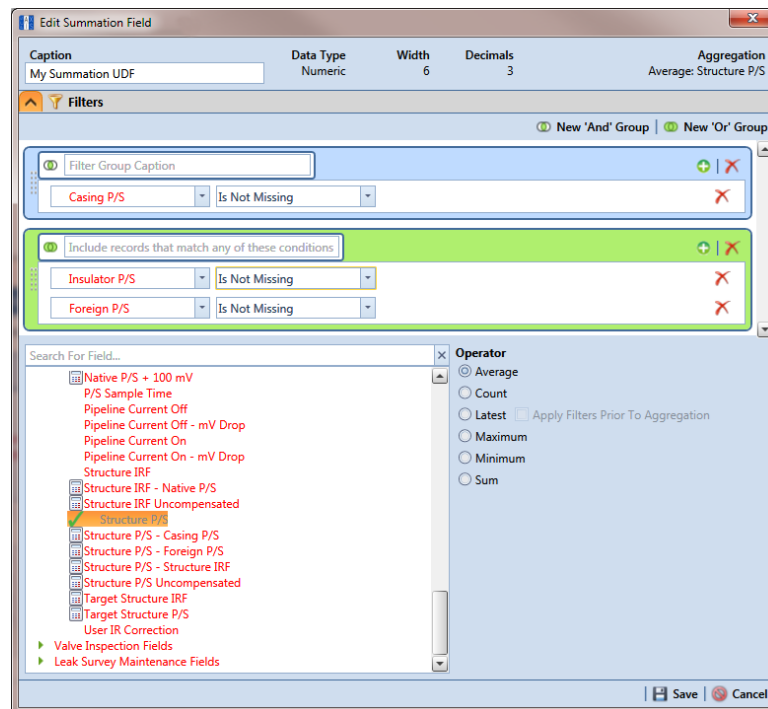 Edit Summation Field
Caption Data Type Width Decimals Aggregation
My Summation UDF Numeric 6 3 Average: Structure P/S
Filters
New 'And' Group | New 'Or' Group
Filter Group Caption
Casing P/S Is Not Missing
Include records that match any of these conditions
Insulator P/S Is Not Missing
Foreign P/S Is Not Missing
Search For Field...
Native P/S + 100 mV
P/S Sample Time
Pipeline Current Off
Pipeline Current Off - mV Drop
Pipeline Current On
Pipeline Current On - mV Drop
Structure IRF
Structure IRF - Native P/S
Structure IRF Uncompensated
Structure P/S
Structure P/S - Casing P/S
Structure P/S - Foreign P/S
Structure P/S - Structure IRF
Structure P/S Uncompensated
Target Structure IRF
Target Structure P/S
User IR Correction
Valve Inspection Fields
Leak Survey Maintenance Fields
Operator
Average
Count
Latest Apply Filters Prior To Aggregation
Maximum
Minimum
Sum
Save | Cancel